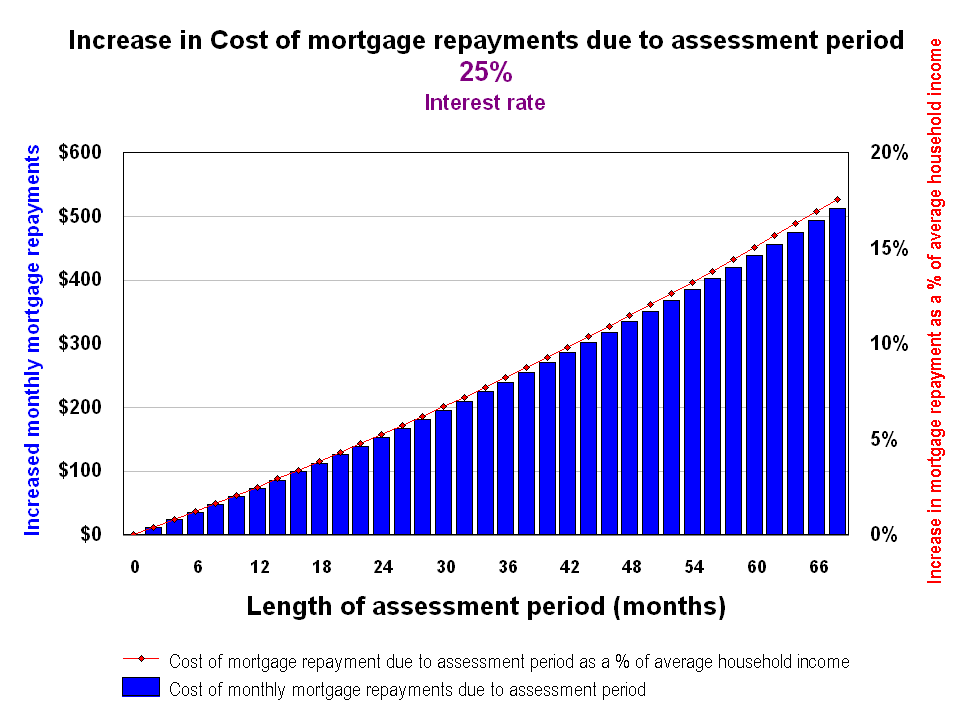 Increase in Cost of mortgage repayments due to assessment period
25%
Interest rate
Increased monthly mortgage repayments
$600
$500
$400
$300
$200
$100
$0
20%
15%
10%
5%
0%
Increase in mortgage repayment as a % of average household income
0 6 12 18 24 30 36 42 48 54 60 66
Length of assessment period (months)
Cost of mortgage repayment due to assessment period as a % of average household income
Cost of monthly mortgage repayments due to assessment period